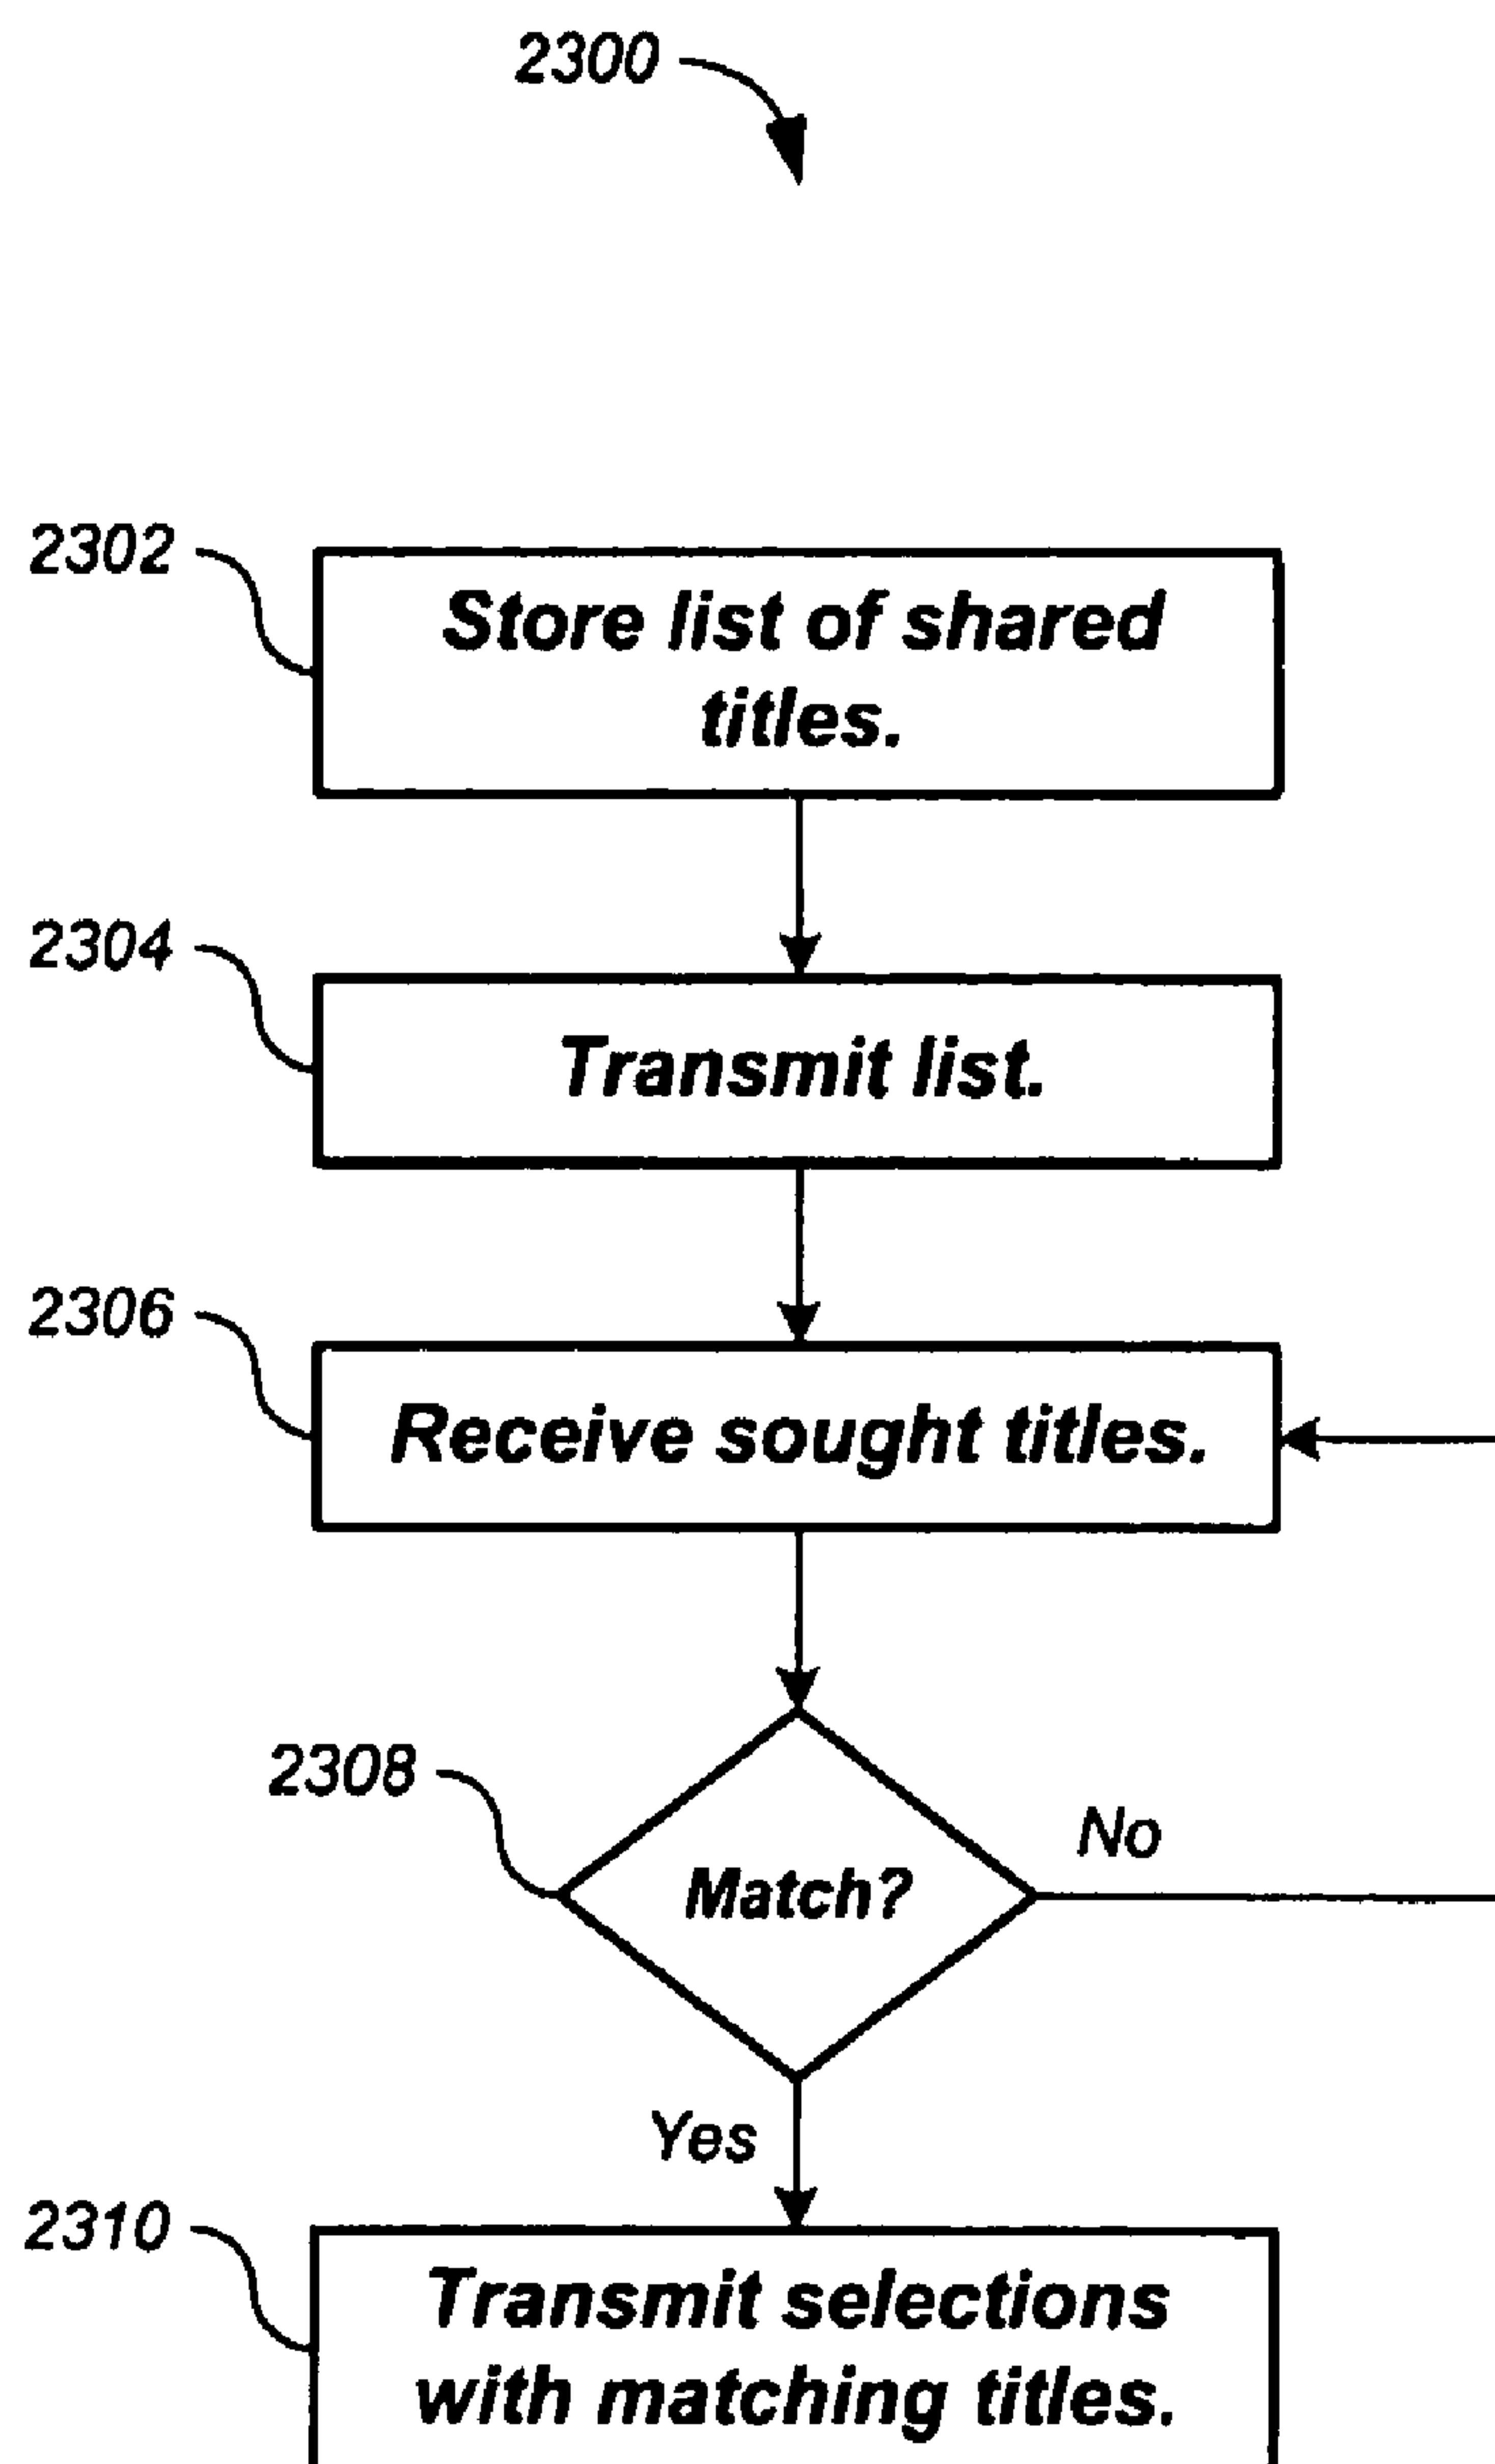 2300
2302
Store list of shared
titles.
2304
Transmit list.
2306
Receive sought titles.
2308
Match?
No
Yes
2310
Transmit selections
with matching titles.